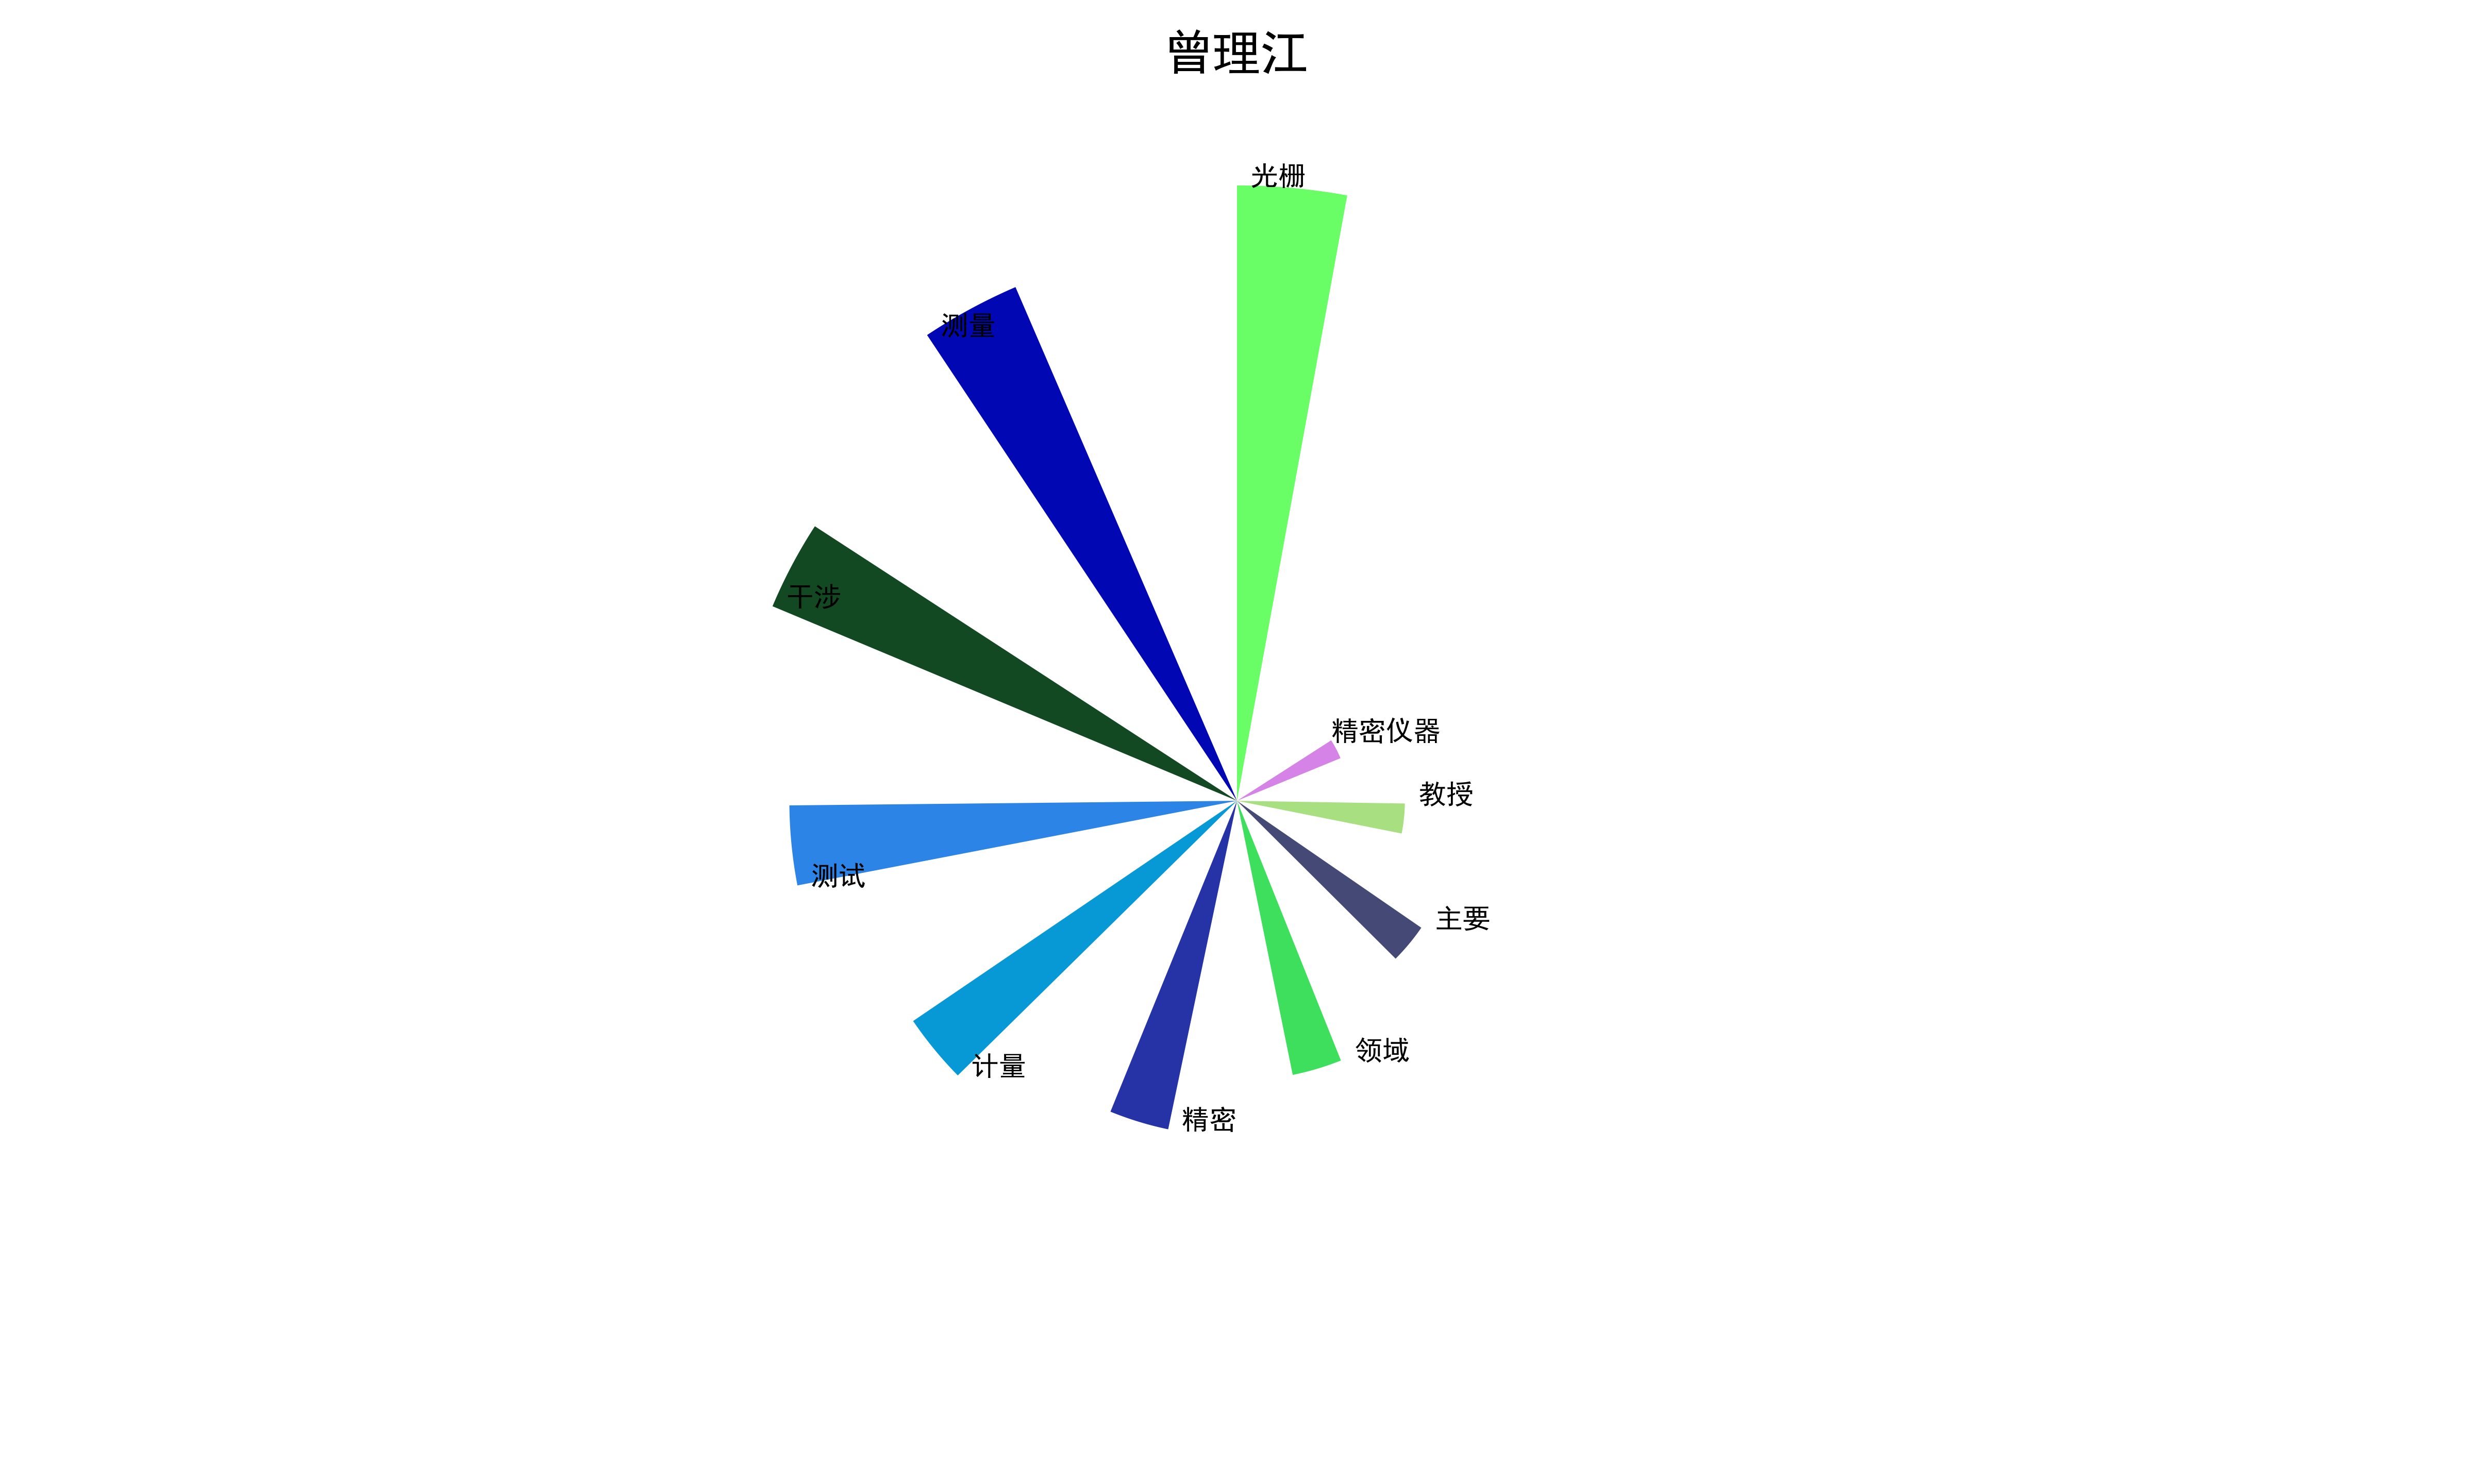 曾理江
光栅
测量
干涉
精密仪器
教授
测试
主要
领域
计量
精密